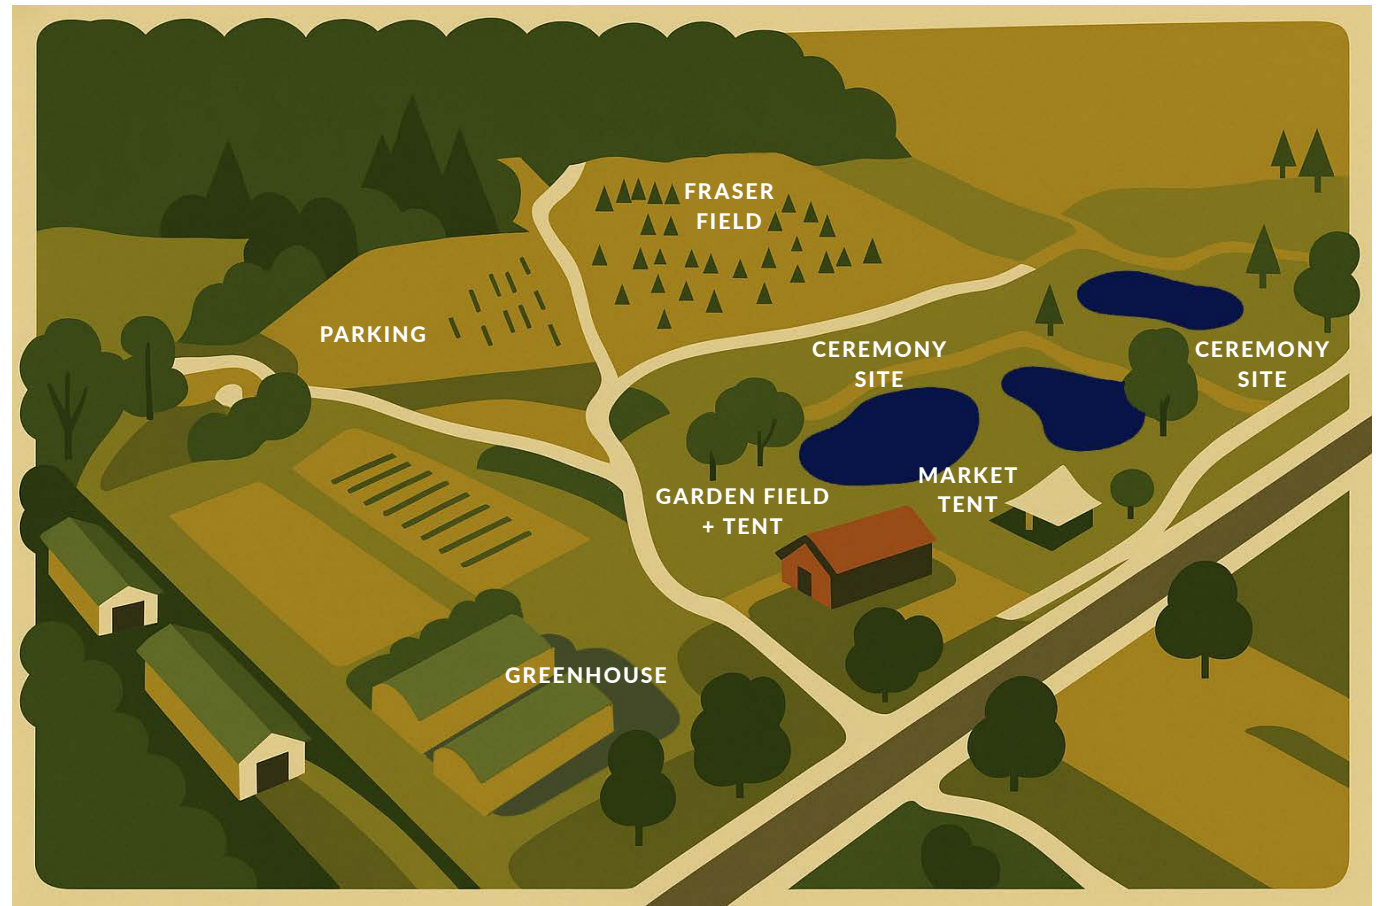 FRASER
FIELD
PARKING
CEREMONY
SITE
CEREMONY
SITE
MARKET
TENT
GARDEN FIELD
+ TENT
GREENHOUSE